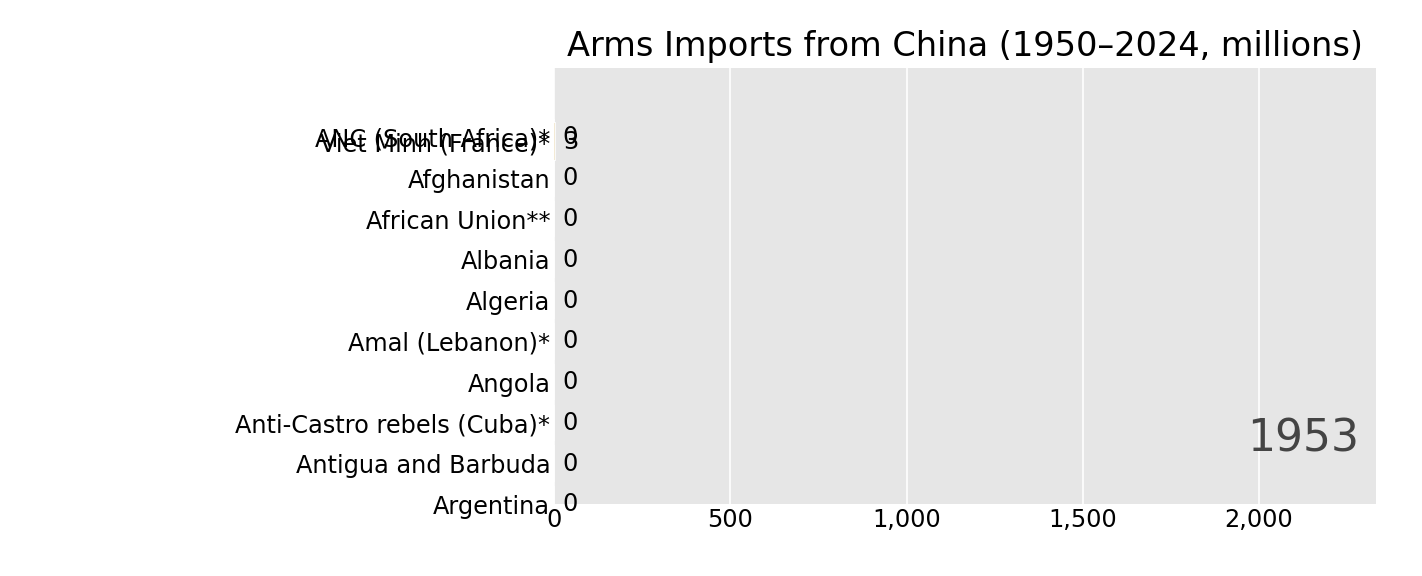 Arms Imports from China (1950–2024, millions)
ANC (South Africa)* 0
Viet Minh (France)* 3
Afghanistan 0
African Union** 0
Albania 0
Algeria 0
Amal (Lebanon)* 0
Angola 0
Anti-Castro rebels (Cuba)* 0
1953
Antigua and Barbuda 0
Argentina 0
0 500 1,000 1,500 2,000